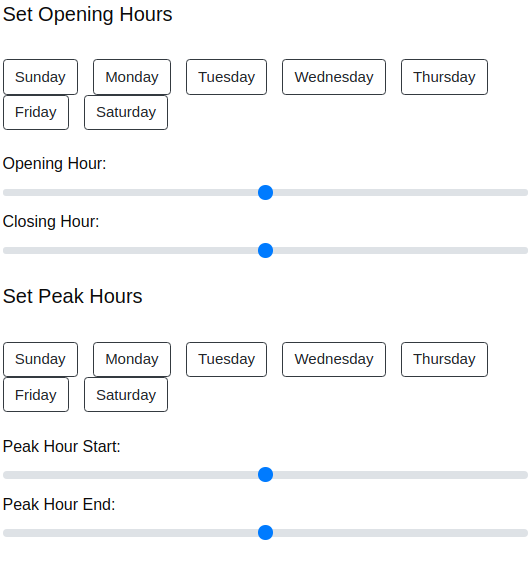 Set Opening Hours
Sunday Monday Tuesday Wednesday Thursday
Friday Saturday
Opening Hour:
Closing Hour:
Set Peak Hours
Sunday Monday Tuesday Wednesday Thursday
Friday Saturday
Peak Hour Start:
Peak Hour End: